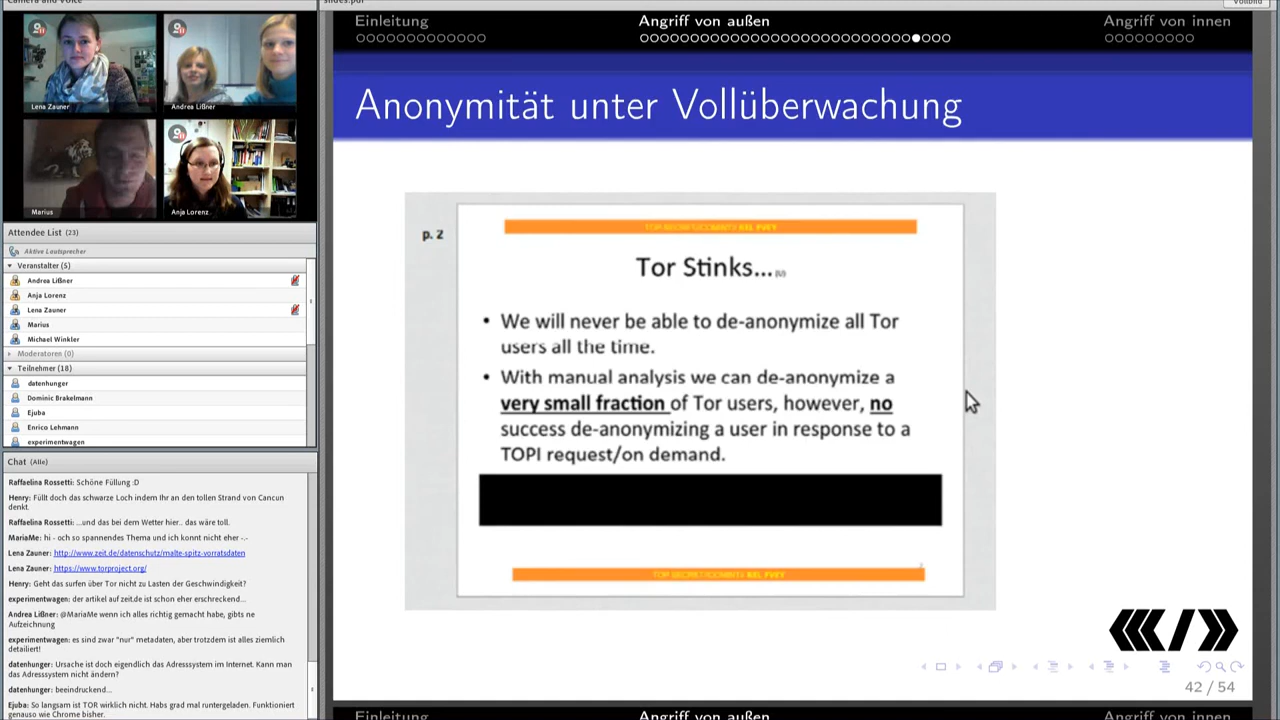 slides.pdf
Vollbild
Lena Zauner
Andrea Lißner
Marius
Anja Lorenz
Attendee List (23)
Aktive Lautsprecher
Veranstalter (5)
Andrea Lißner
Anja Lorenz
Lena Zauner
Marius
Michael Winkler
Moderatoren (0)
Teilnehmer (18)
datenhunger
Dominic Brakelmann
Ejuba
Enrico Lehmann
experimentwagen
Chat (Alle)
Raffaelina Rossetti: Schöne Füllung :D
Henry: Füllt doch das schwarze Loch indem Ihr an den tollen Strand von Cancun
denkt.
Raffaelina Rossetti: ...und das bei dem Wetter hier.. das wäre toll.
MariaMe: hi - och so spannendes Thema und ich konnt nicht eher -.-
Lena Zauner: http://www.zeit.de/datenschutz/malte-spitz-vorratsdaten
Lena Zauner: https://www.torproject.org/
Henry: Geht das surfen über Tor nicht zu Lasten der Geschwindigkeit?
experimentwagen: der artikel auf zeit.de ist schon eher erschreckend...
Andrea Lißner: @MariaMe wenn ich alles richtig gemacht habe, gibts ne
Aufzeichnung
experimentwagen: es sind zwar "nur" metadaten, aber trotzdem ist alles ziemlich
detailiert!
datenhunger: Ursache ist doch eigendlich das Adresssystem im Internet. Kann man
das Adresssystem nicht ändern?
datenhunger: beeindruckend...
Ejuba: So langsam ist TOR wirklich nicht. Habs grad mal runtergeladen. Funktioniert
genauso wie Chrome bisher.
Einleitung
Angriff von außen
Angriff von innen
Anonymität unter Vollüberwachung
p. 2
Tor Stinks...
• We will never be able to de-anonymize all Tor
users all the time.
• With manual analysis we can de-anonymize a
very small fraction of Tor users, however, no
success de-anonymizing a user in response to a
TOPI request/on demand.
42 / 54
Einleitung
Angriff von außen
Angriff von innen